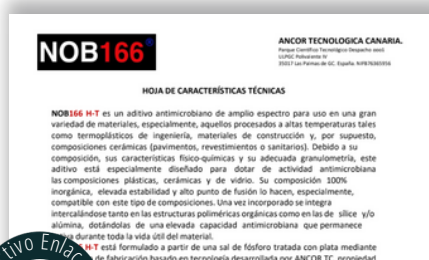 NOB166®
ANCOR TECNOLOGICA CANARIA.
Parque Científico Tecnológico Despacho
ULPGC Polivalente IV
35017 Las Palmas de GC. España.
HOJA DE CARACTERÍSTICAS TÉCNICAS
NOB166 H-T es un aditivo antimicrobiano de amplio espectro para uso en una gran
variedad de materiales, especialmente, aquellos procesados a altas temperaturas tales
como termoplásticos de ingeniería, materiales de construcción y, por supuesto,
composiciones cerámicas (pavimentos, revestimientos o sanitarios). Debido a su
composición, sus características físico-químicas y su adecuada granulometría, este
aditivo está especialmente diseñado para dotar de actividad antimicrobiana
las composiciones plásticas, cerámicas y de vidrio. Su composición 100%
inorgánica, elevada estabilidad y alto punto de fusión lo hacen, especialmente,
compatible con este tipo de composiciones. Una vez incorporado se integra
intercalándose tanto en las estructuras poliméricas orgánicas como en las de sílice y/o
alúmina, dotándolas de una elevada capacidad antimicrobiana que permanece
durante toda la vida útil del material.
H-T está formulado a partir de una sal de fósforo tratada con plata mediante
de fabricación basado en tecnología desarrollada por ANCOR TC, propiedad
tivo Enlac